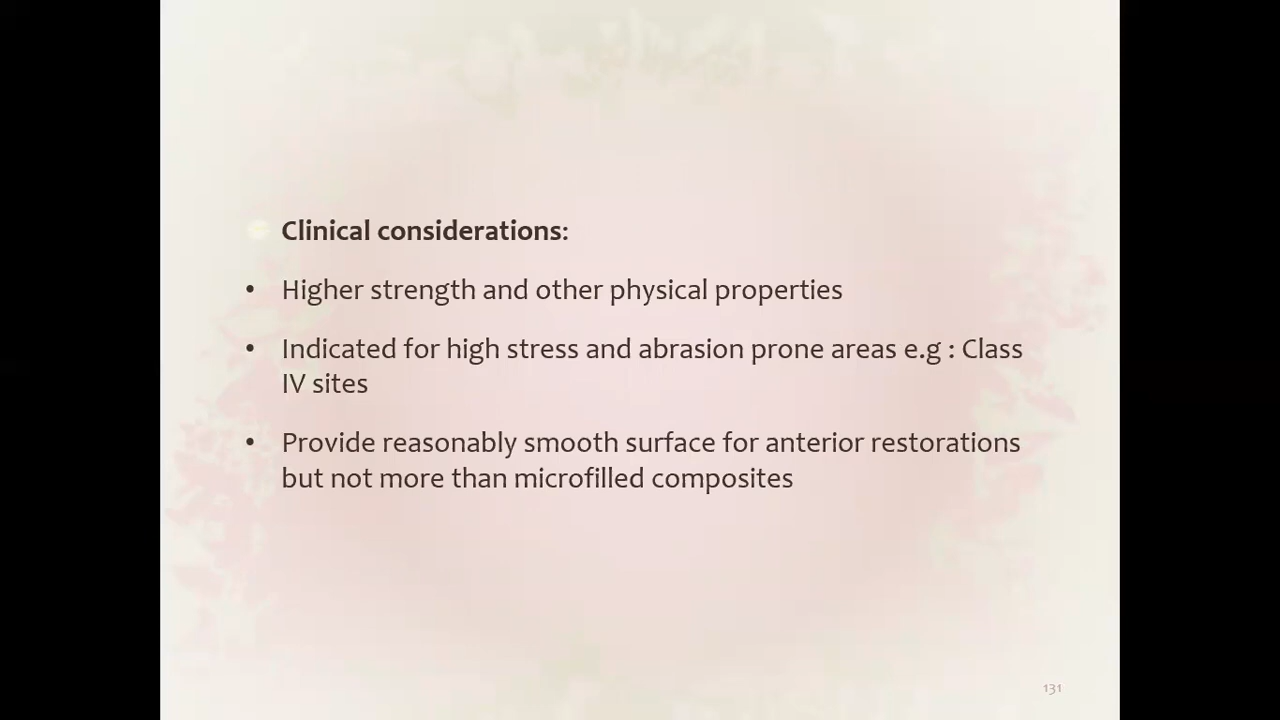 Clinical considerations:
• Higher strength and other physical properties
• Indicated for high stress and abrasion prone areas e.g : Class
IV sites
• Provide reasonably smooth surface for anterior restorations
but not more than microfilled composites
131